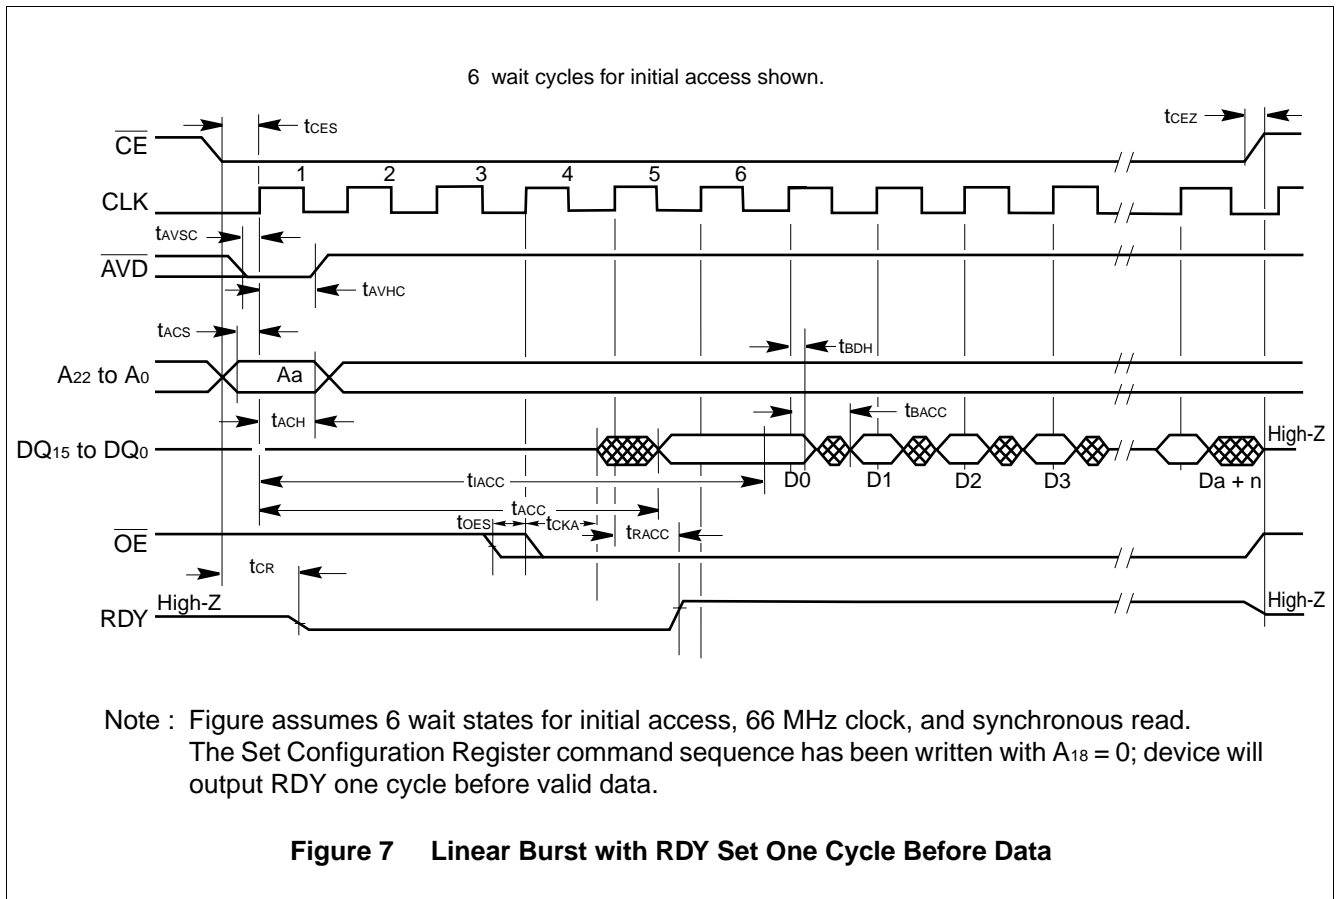 6 wait cycles for initial access shown.
tCES
tCEZ
CE
1 2 3 4 5 6
CLK
tAVSC
AVD
tAVHC
tACS
tBDH
A22 to A0
Aa
tACH
tBACC
DQ15 to DQ0
High-Z
D0 D1 D2 D3 Da + n
tIACC
tACC
tOES tCKA
OE
tRACC
tCR
High-Z
High-Z
RDY
Note : Figure assumes 6 wait states for initial access, 66 MHz clock, and synchronous read.
The Set Configuration Register command sequence has been written with A18 = 0; device will
output RDY one cycle before valid data.
Figure 7 Linear Burst with RDY Set One Cycle Before Data